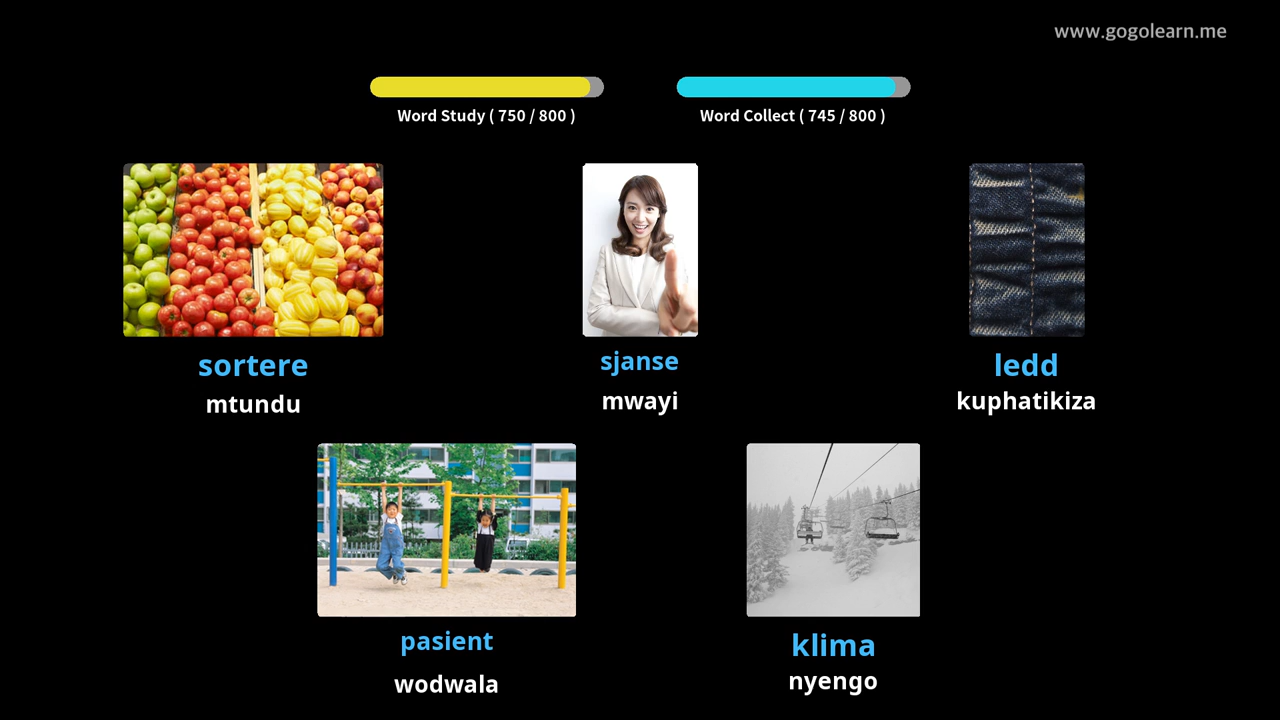 www.gogolearn.me
Word Study ( 750 / 800 )
Word Collect ( 745 / 800 )
sortere
mtundu
sjanse
mwayi
ledd
kuphatikiza
pasient
wodwala
klima
nyengo